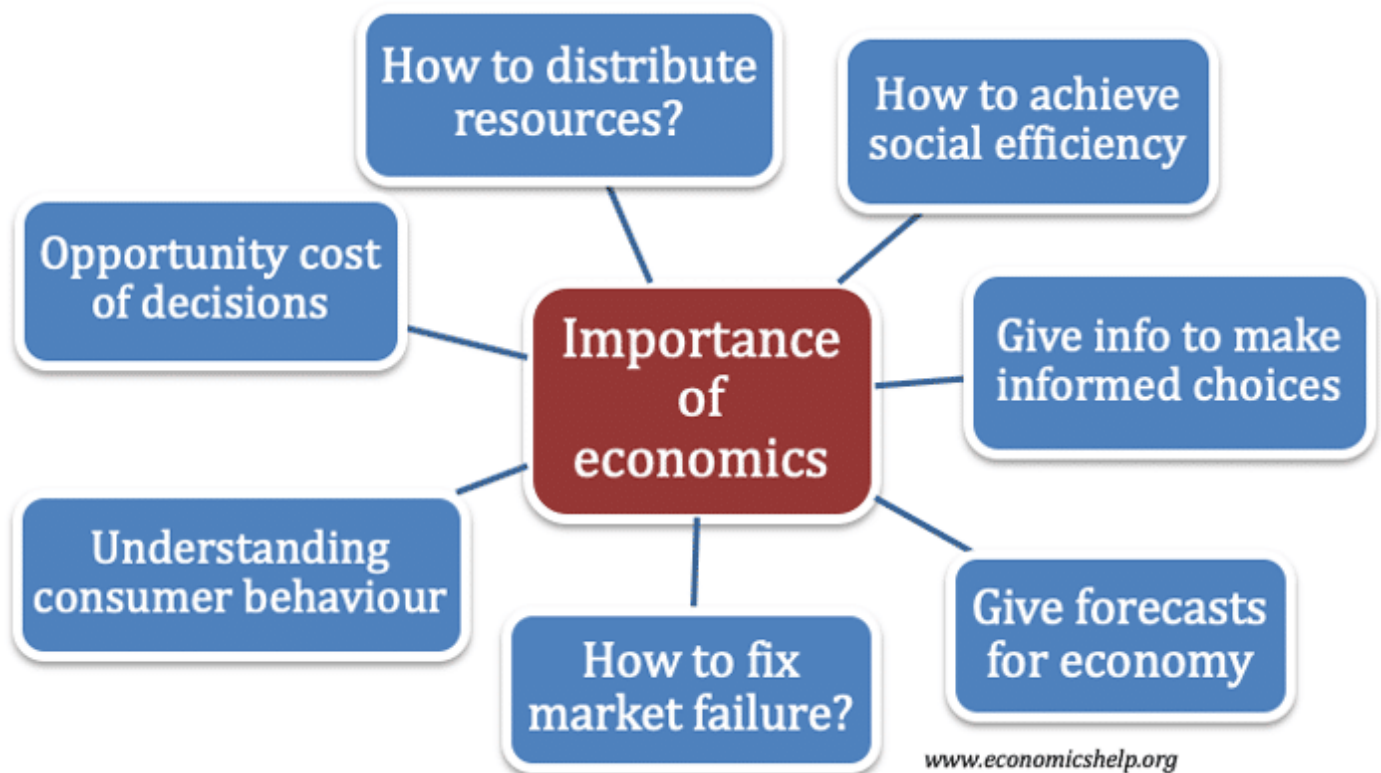 How to distribute
resources?
How to achieve
social efficiency
Opportunity cost
of decisions
Give info to make
informed choices
Importance
of
economics
Understanding
consumer behaviour
How to fix
market failure?
Give forecasts
for economy
www.economicshelp.org